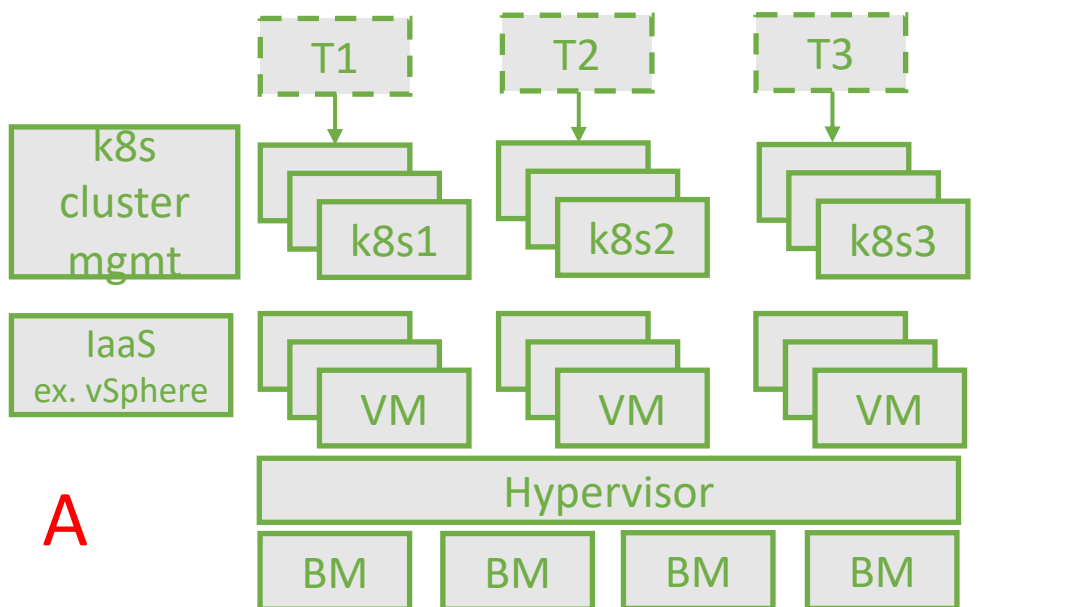 T1
T2
T3
k8s
cluster
mgmt
k8s1
k8s2
k8s3
IaaS
ex. vSphere
VM
VM
VM
Hypervisor
A
BM
BM
BM
BM